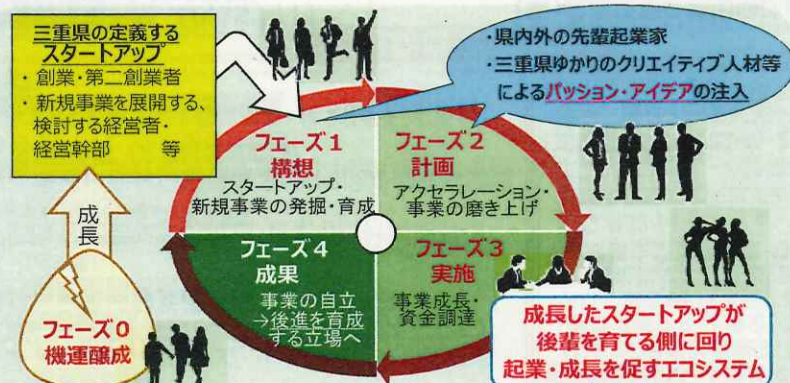 三重県の定義する
スタートアップ
・創業・第二創業者
・新規事業を展開する、
検討する経営者・
経営幹部 等
成長
フェーズ0
機運醸成
・県内外の先輩起業家
・三重県ゆかりのクリエイティブ人材等
によるパッション・アイデアの注入
フェーズ1
構想
スタートアップ・
新規事業の発掘・育成
フェーズ2
計画
アクセラレーション・
事業の磨き上げ
フェーズ3
実施
事業成長・
資金調達
フェーズ4
成果
事業の自立
→後進を育成
する立場へ
成長したスタートアップが
後輩を育てる側に回り
起業・成長を促すエコシステム